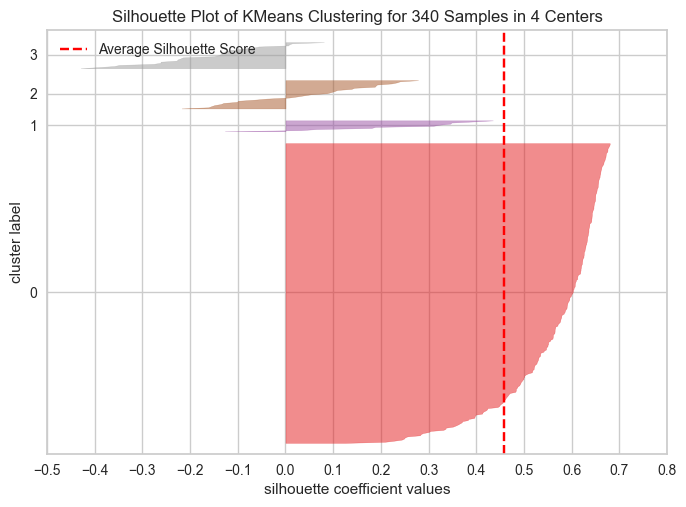 Silhouette Plot of KMeans Clustering for 340 Samples in 4 Centers
Average Silhouette Score
3
2
1
0
cluster label
−0.5 −0.4 −0.3 −0.2 −0.1 0.0 0.1 0.2 0.3 0.4 0.5 0.6 0.7 0.8
silhouette coefficient values